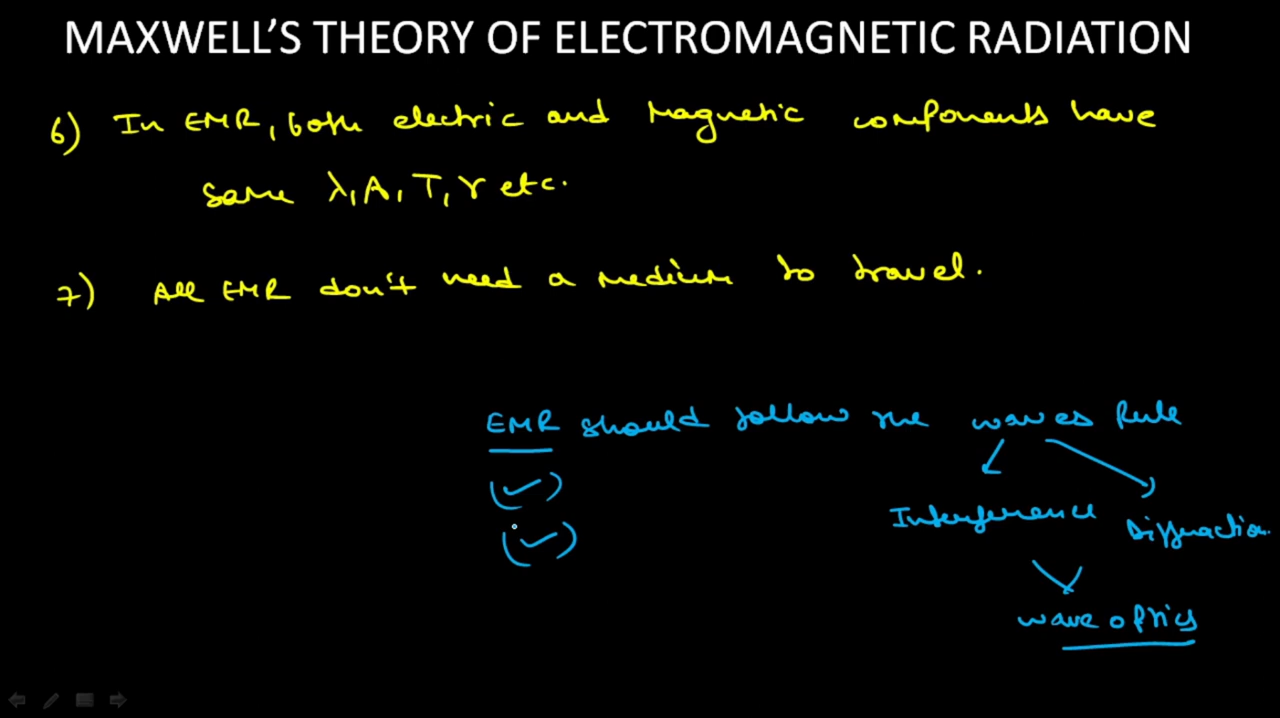 MAXWELL'S THEORY OF ELECTROMAGNETIC RADIATION
6) In EMR, both electric and Magnetic components have
same λ, A, T, γ etc.
7) All EMR don't need a medium to travel.
EMR should follow the waves Rule
Interference Diffraction.
wave optics